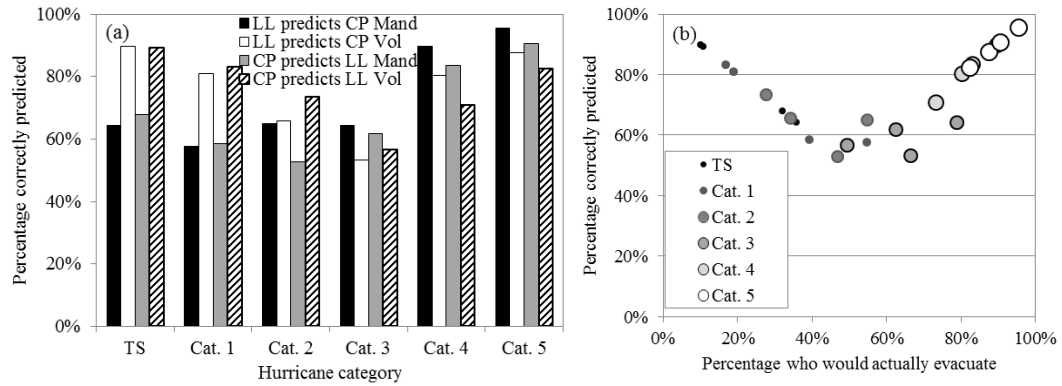 (a)
LL predicts CP Mand
LL predicts CP Vol
CP predicts LL Mand
CP predicts LL Vol
100%
80%
60%
40%
20%
0%
Percentage correctly predicted
TS Cat. 1 Cat. 2 Cat. 3 Cat. 4 Cat. 5
Hurricane category
(b)
100%
80%
60%
40%
20%
0%
Percentage correctly predicted
TS
Cat. 1
Cat. 2
Cat. 3
Cat. 4
Cat. 5
0% 20% 40% 60% 80% 100%
Percentage who would actually evacuate